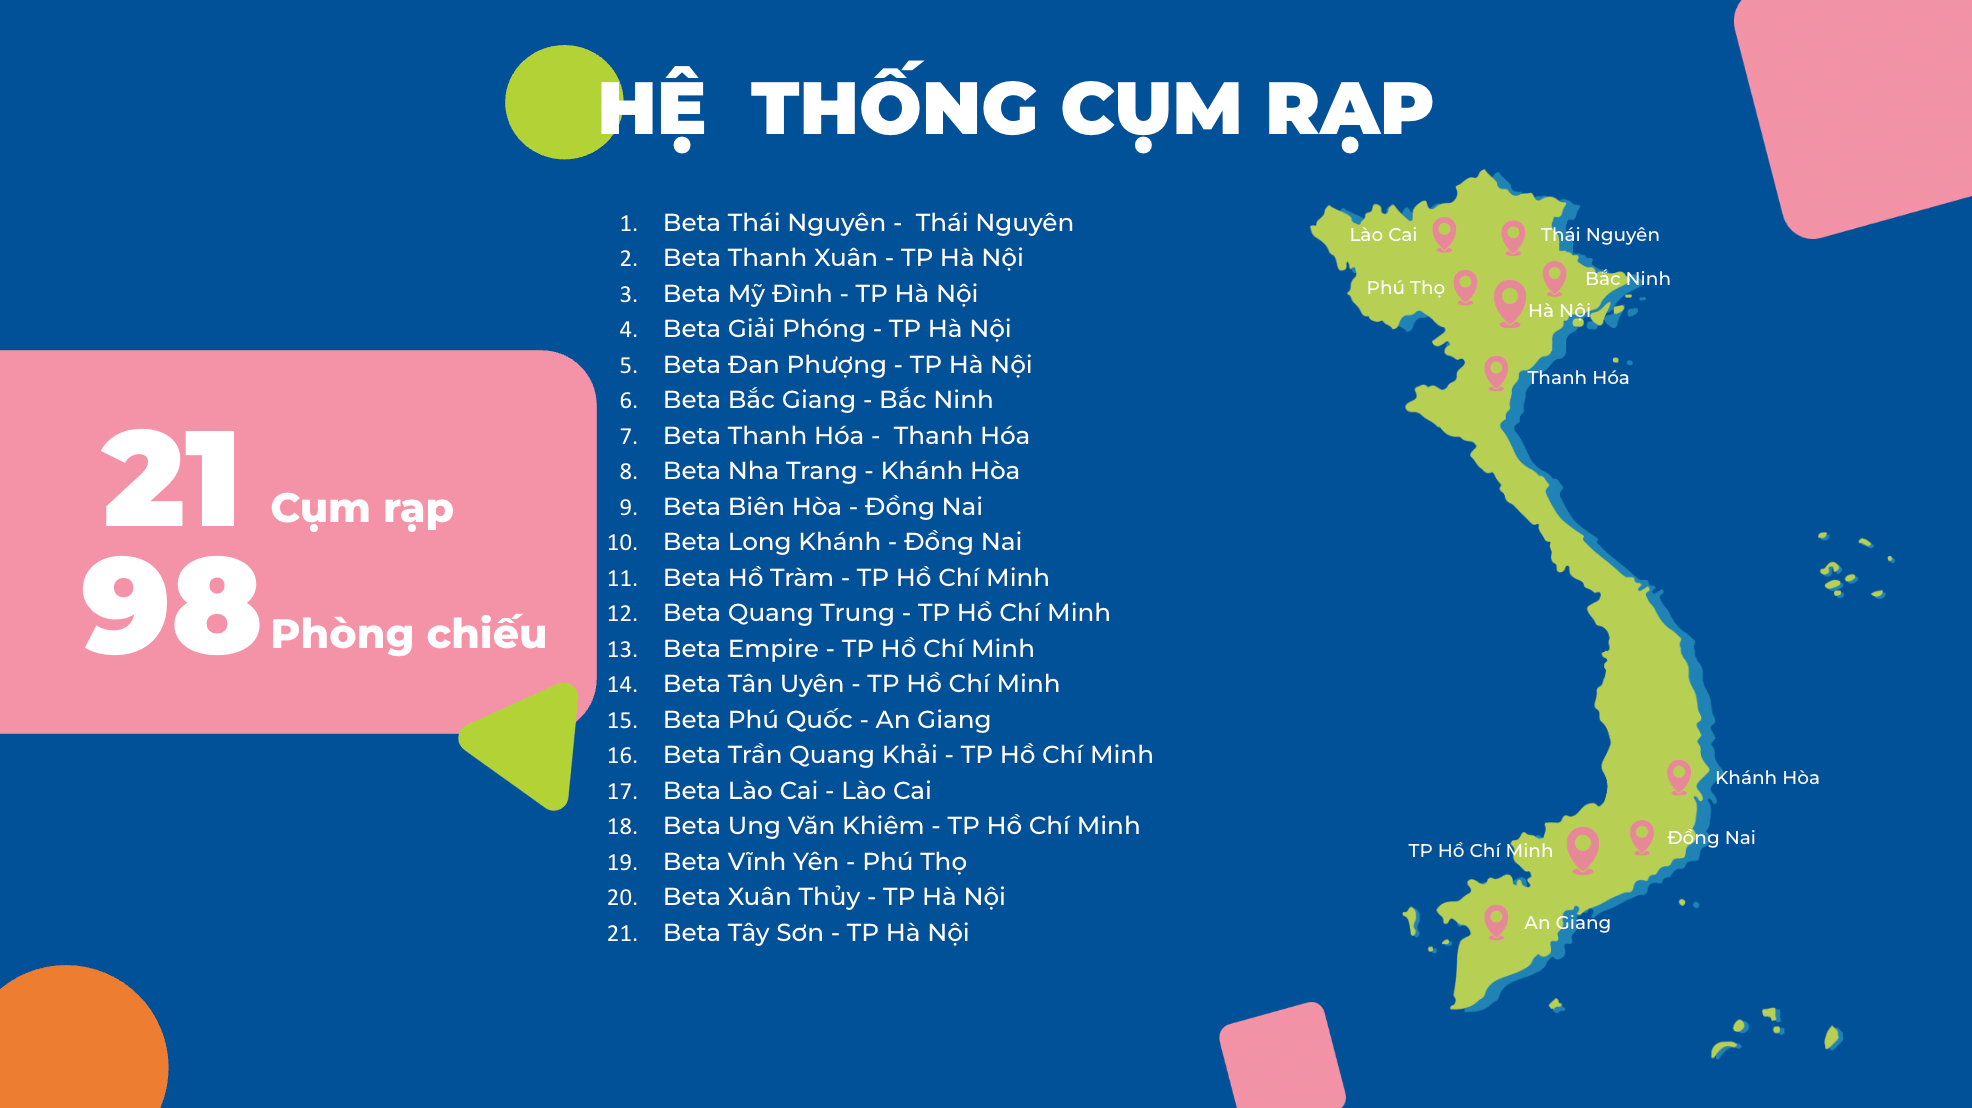 HỆ THỐNG CỤM RẠP
21 Cụm rạp
98 Phòng chiếu
1. Beta Thái Nguyên - Thái Nguyên
2. Beta Thanh Xuân - TP Hà Nội
3. Beta Mỹ Đình - TP Hà Nội
4. Beta Giải Phóng - TP Hà Nội
5. Beta Đan Phượng - TP Hà Nội
6. Beta Bắc Giang - Bắc Ninh
7. Beta Thanh Hóa - Thanh Hóa
8. Beta Nha Trang - Khánh Hòa
9. Beta Biên Hòa - Đồng Nai
10. Beta Long Khánh - Đồng Nai
11. Beta Hồ Tràm - TP Hồ Chí Minh
12. Beta Quang Trung - TP Hồ Chí Minh
13. Beta Empire - TP Hồ Chí Minh
14. Beta Tân Uyên - TP Hồ Chí Minh
15. Beta Phú Quốc - An Giang
16. Beta Trần Quang Khải - TP Hồ Chí Minh
17. Beta Lào Cai - Lào Cai
18. Beta Ung Văn Khiêm - TP Hồ Chí Minh
19. Beta Vĩnh Yên - Phú Thọ
20. Beta Xuân Thủy - TP Hà Nội
21. Beta Tây Sơn - TP Hà Nội
Lào Cai
Thái Nguyên
Bắc Ninh
Phú Thọ
Hà Nội
Thanh Hóa
Khánh Hòa
Đồng Nai
TP Hồ Chí Minh
An Giang